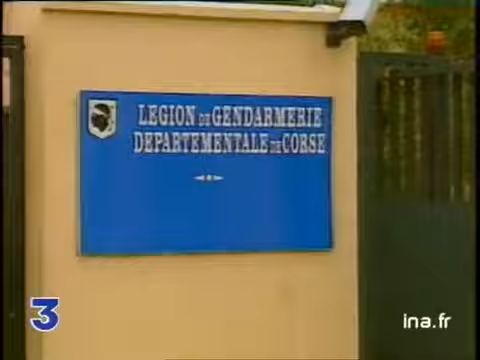 LEGION DE GENDARMERIE
DEPARTEMENTALE DE CORSE
3
ina.fr